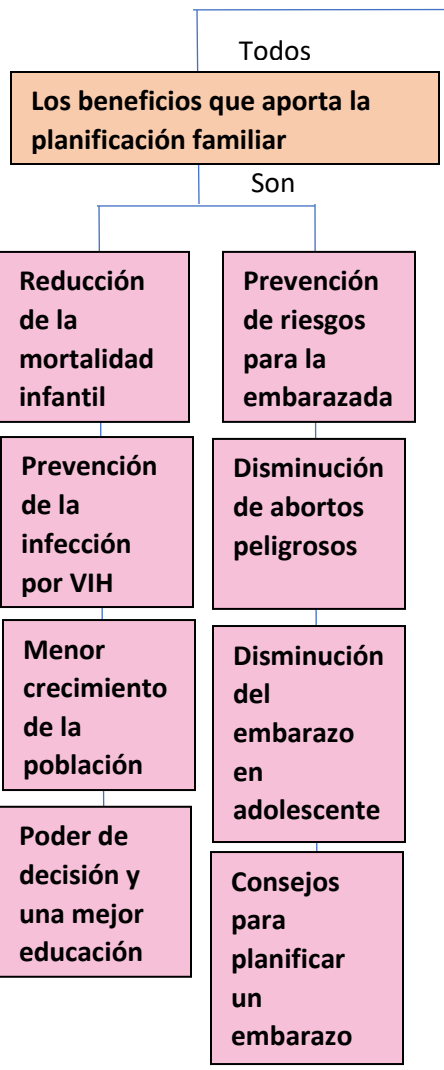 Todos
Los beneficios que aporta la
planificación familiar
Son
Reducción
de la
mortalidad
infantil
Prevención
de la
infección
por VIH
Menor
crecimiento
de la
población
Poder de
decisión y
una mejor
educación
Prevención
de riesgos
para la
embarazada
Disminución
de abortos
peligrosos
Disminución
del
embarazo
en
adolescente
Consejos
para
planificar
un
embarazo